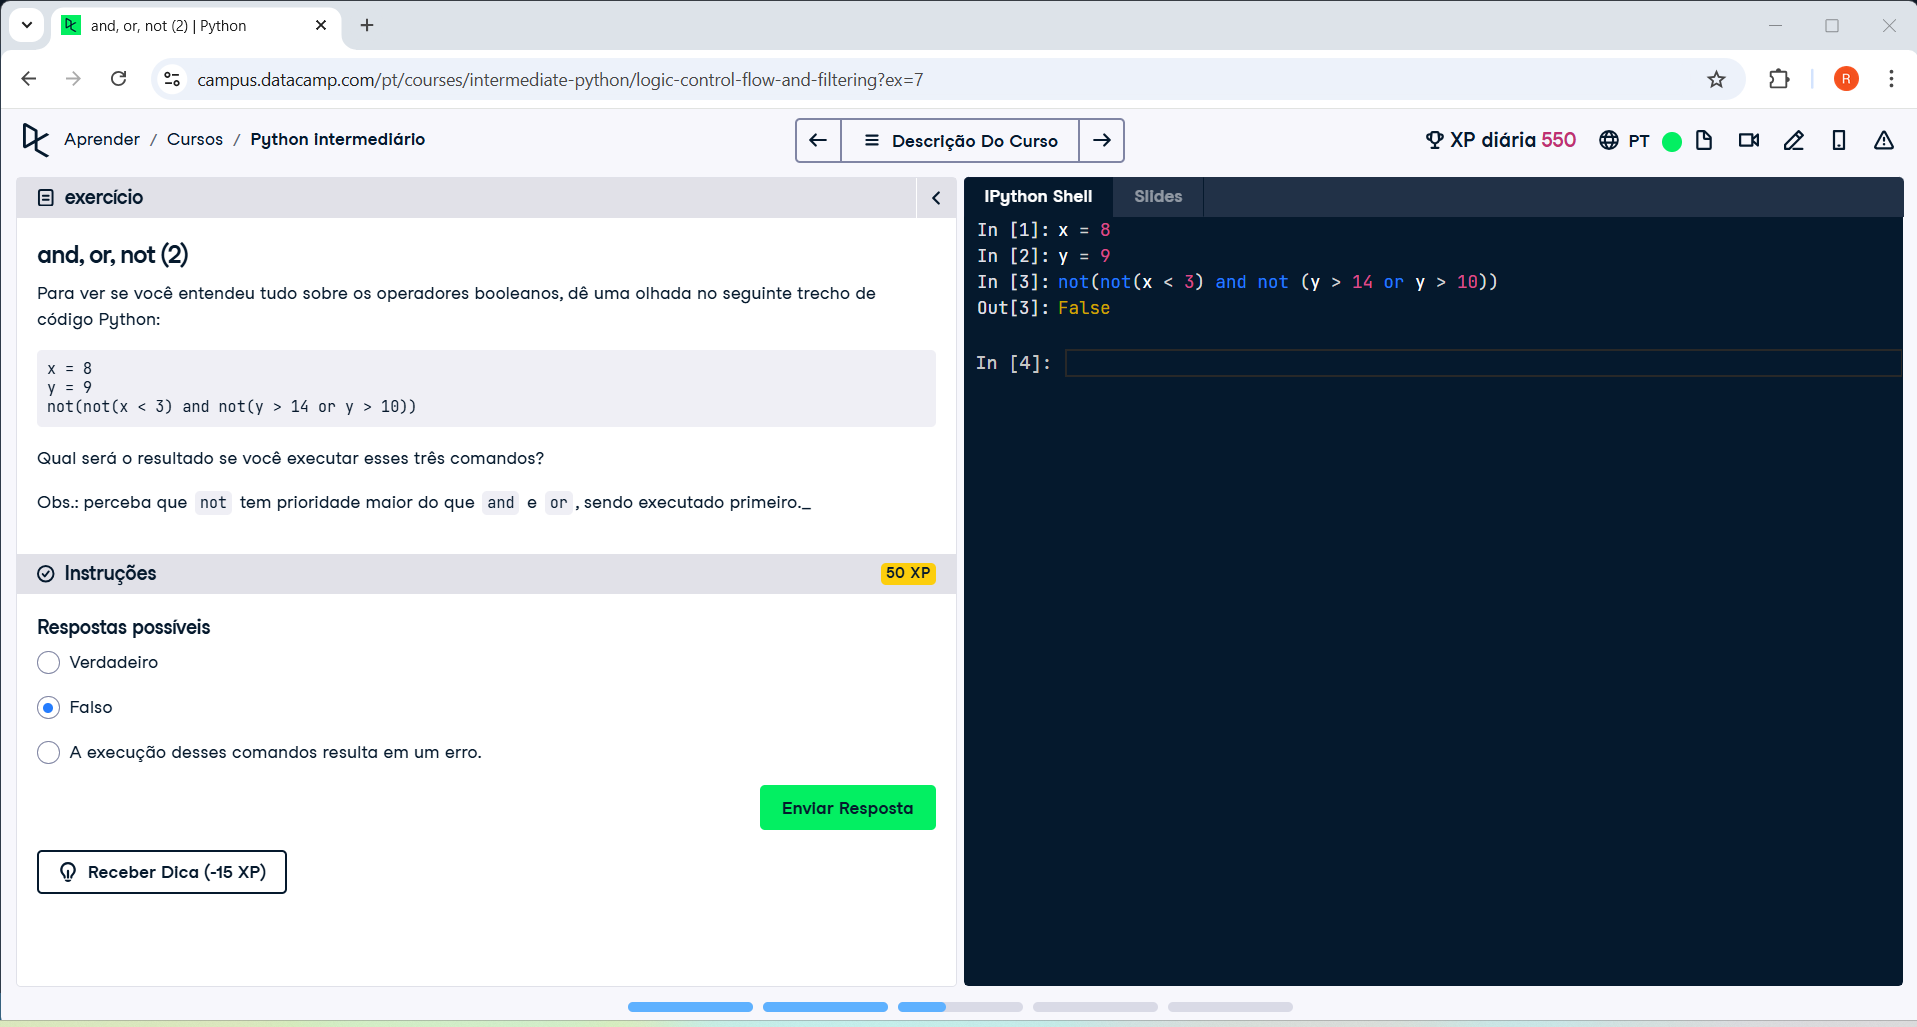 and, or, not (2) | Python
campus.datacamp.com/pt/courses/intermediate-python/logic-control-flow-and-filtering?ex=7
R
Aprender / Cursos / Python intermediário
Descrição Do Curso
XP diária 550
PT
exercício
and, or, not (2)
Para ver se você entendeu tudo sobre os operadores booleanos, dê uma olhada no seguinte trecho de
código Python:
x = 8
y = 9
not(not(x < 3) and not(y > 14 or y > 10))
Qual será o resultado se você executar esses três comandos?
Obs.: perceba que not tem prioridade maior do que and e or, sendo executado primeiro._
Instruções
50 XP
Respostas possíveis
Verdadeiro
Falso
A execução desses comandos resulta em um erro.
Enviar Resposta
Receber Dica (-15 XP)
IPython Shell
Slides
In [1]: x = 8
In [2]: y = 9
In [3]: not(not(x < 3) and not (y > 14 or y > 10))
Out[3]: False
In [4]: